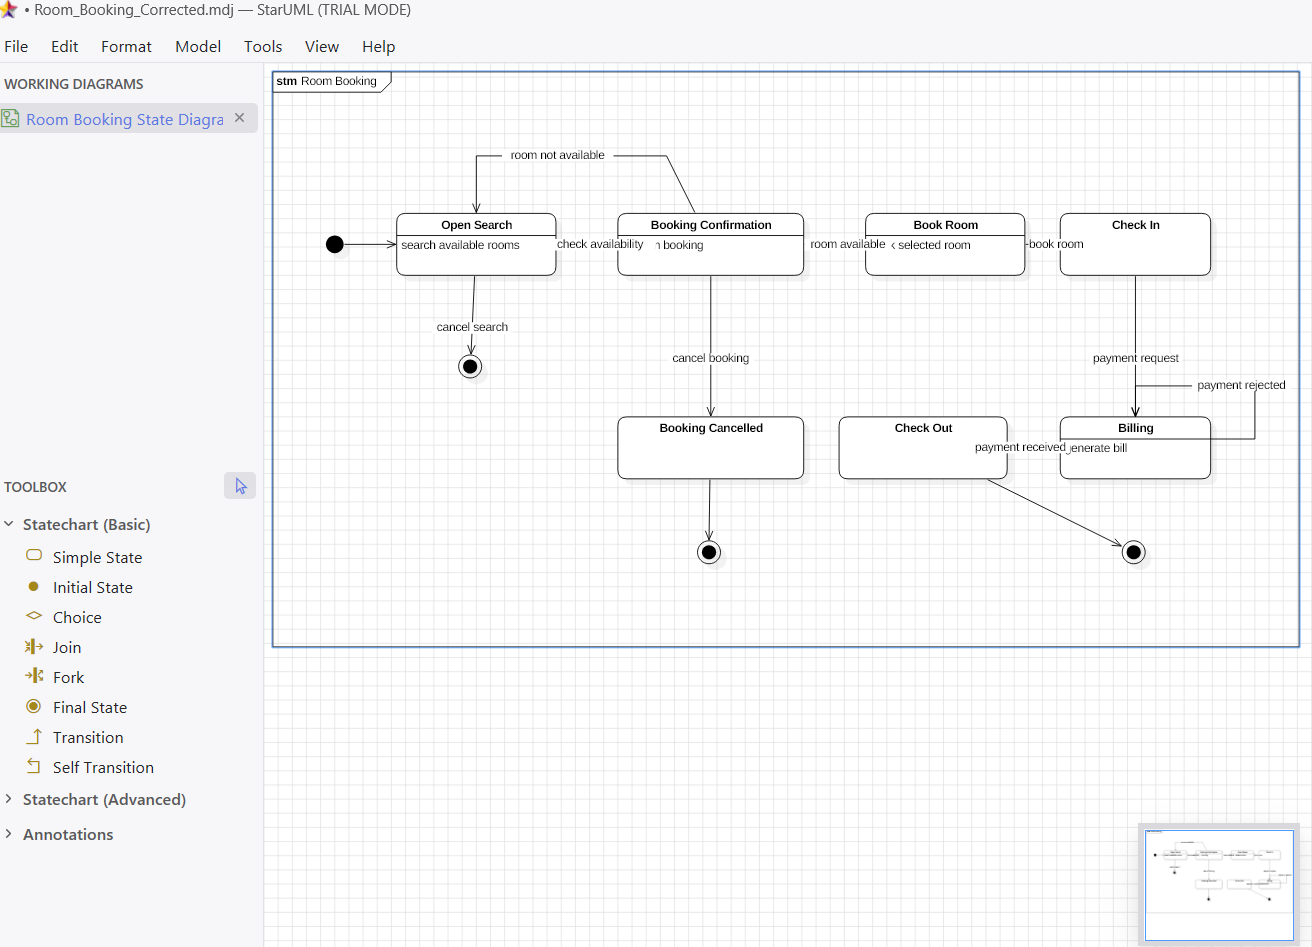 • Room_Booking_Corrected.mdj — StarUML (TRIAL MODE)
File Edit Format Model Tools View Help
WORKING DIAGRAMS
Room Booking State Diagra
stm Room Booking
room not available
Open Search
search available rooms
check availability
Booking Confirmation
booking
room available
Book Room
selected room
book room
Check In
cancel search
cancel booking
payment request
payment rejected
Booking Cancelled
Check Out
payment received
Billing
enerate bill
TOOLBOX
Statechart (Basic)
Simple State
Initial State
Choice
Join
Fork
Final State
Transition
Self Transition
Statechart (Advanced)
Annotations